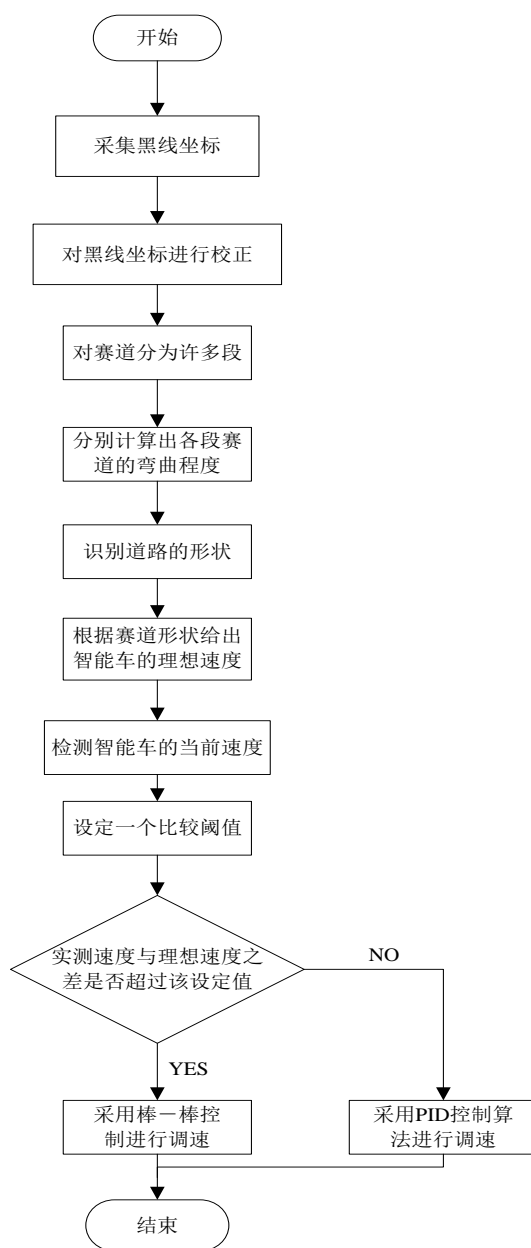 开始
采集黑线坐标
对黑线坐标进行校正
对赛道分为许多段
分别计算出各段赛
道的弯曲程度
识别道路的形状
根据赛道形状给出
智能车的理想速度
检测智能车的当前速度
设定一个比较阈值
实测速度与理想速度之
差是否超过该设定值
NO
YES
采用棒－棒控
制进行调速
采用PID控制算
法进行调速
结束